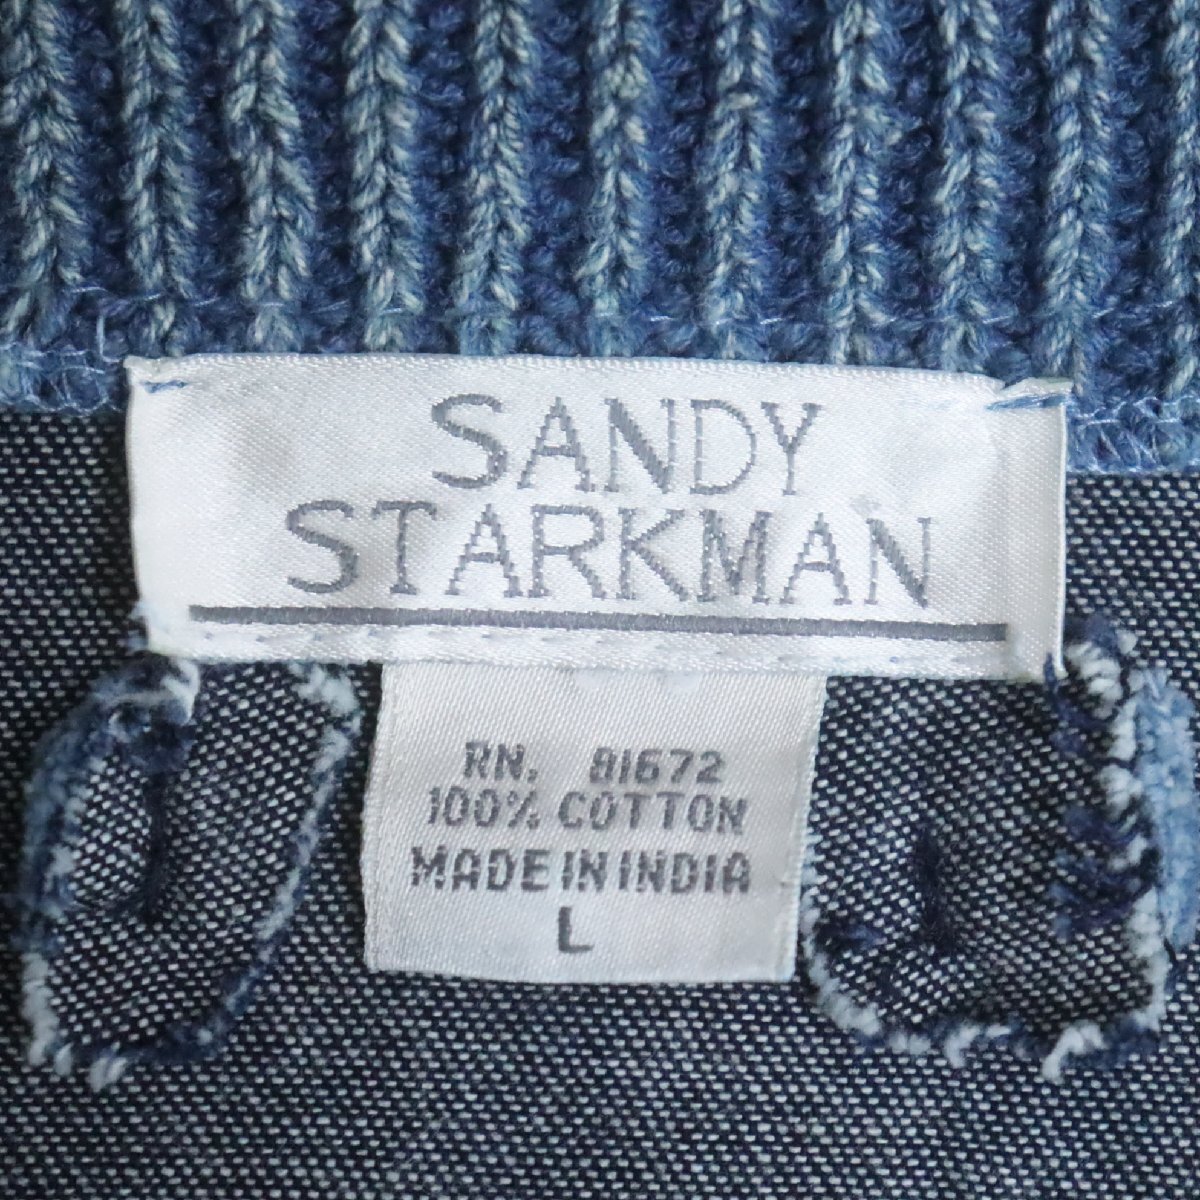 SANDY
STARKMAN
RN. 81672
100% COTTON
MADE IN INDIA
L